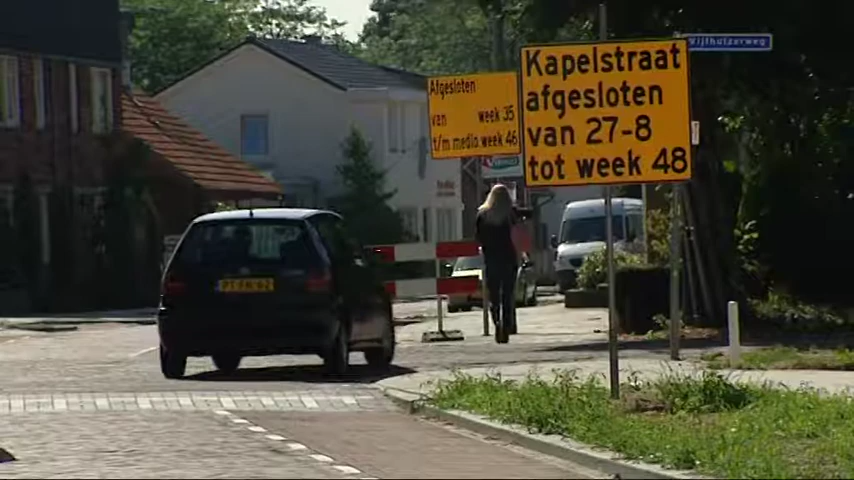 Vijfhuizerweg
Kapelstraat
afgesloten
van 27-8
tot week 48
Afgesloten
van week 35
t/m medio week 46